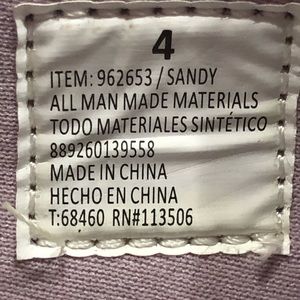 4
ITEM: 962653 / SANDY
ALL MAN MADE MATERIALS
TODO MATERIALES SINTÉTICO
889260139558
MADE IN CHINA
HECHO EN CHINA
T:68460 RN#113506